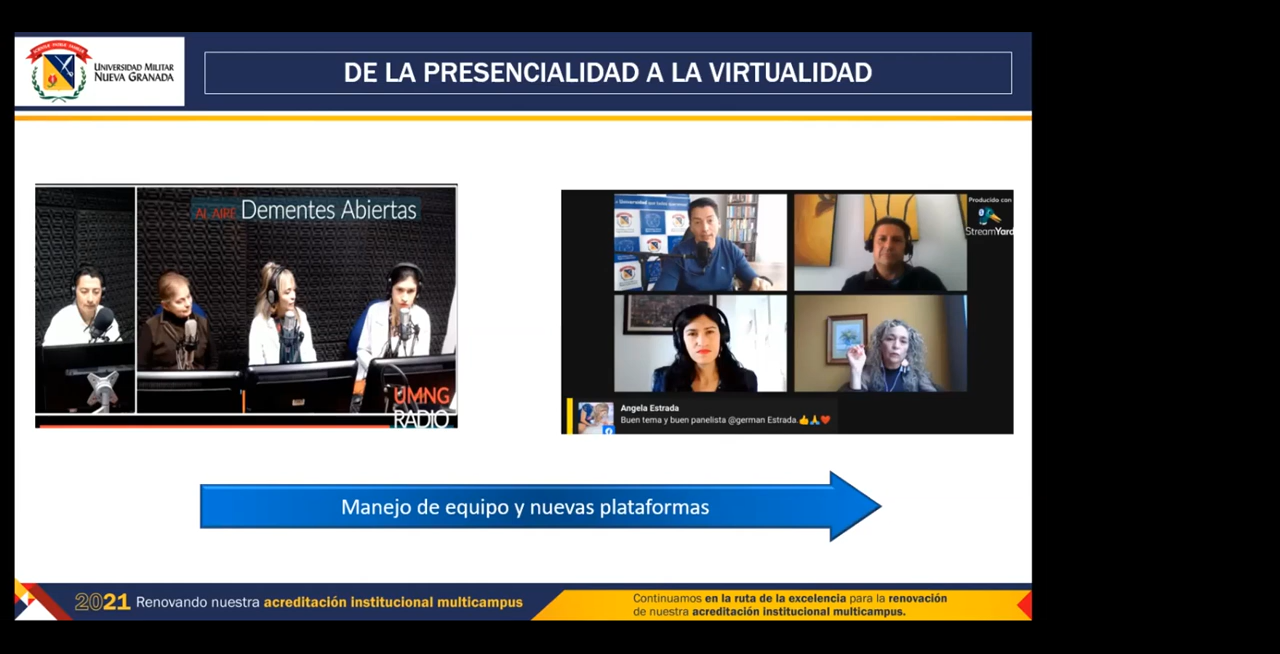 UNIVERSIDAD MILITAR
NUEVA GRANADA
DE LA PRESENCIALIDAD A LA VIRTUALIDAD
AL AIRE Dementes Abiertas
UMNG
RADIO
Producido con
StreamYard
Angela Estrada
Buen tema y buen panelista @german Estrada.👍🙏❤️
Manejo de equipo y nuevas plataformas
2021 Renovando nuestra acreditación institucional multicampus
Continuamos en la ruta de la excelencia para la renovación
de nuestra acreditación institucional multicampus.